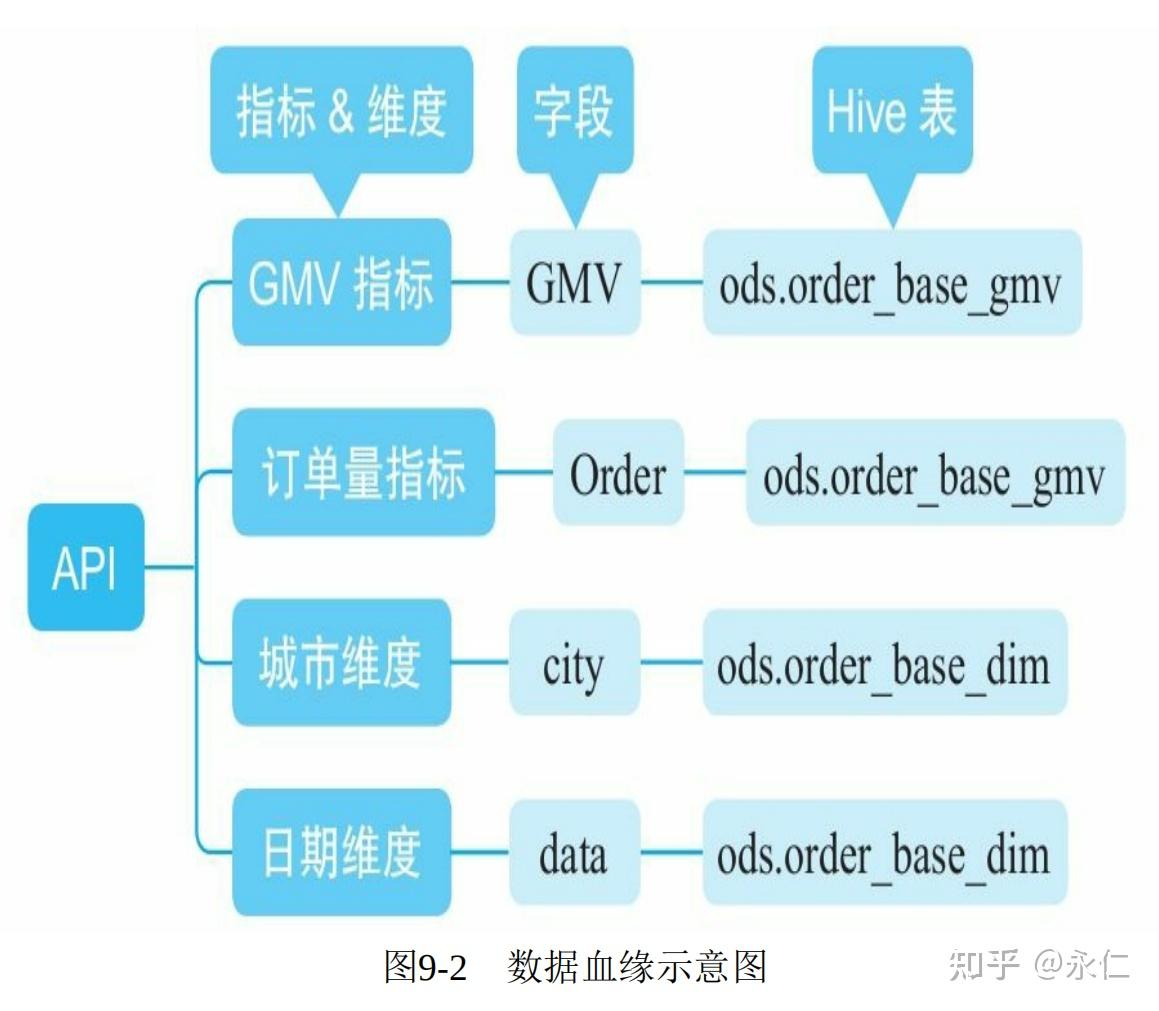 指标 & 维度
字段
Hive 表
GMV 指标
GMV
ods.order_base_gmv
订单量指标
Order
ods.order_base_gmv
API
城市维度
city
ods.order_base_dim
日期维度
data
ods.order_base_dim
图9-2 数据血缘示意图
知乎 @永仁